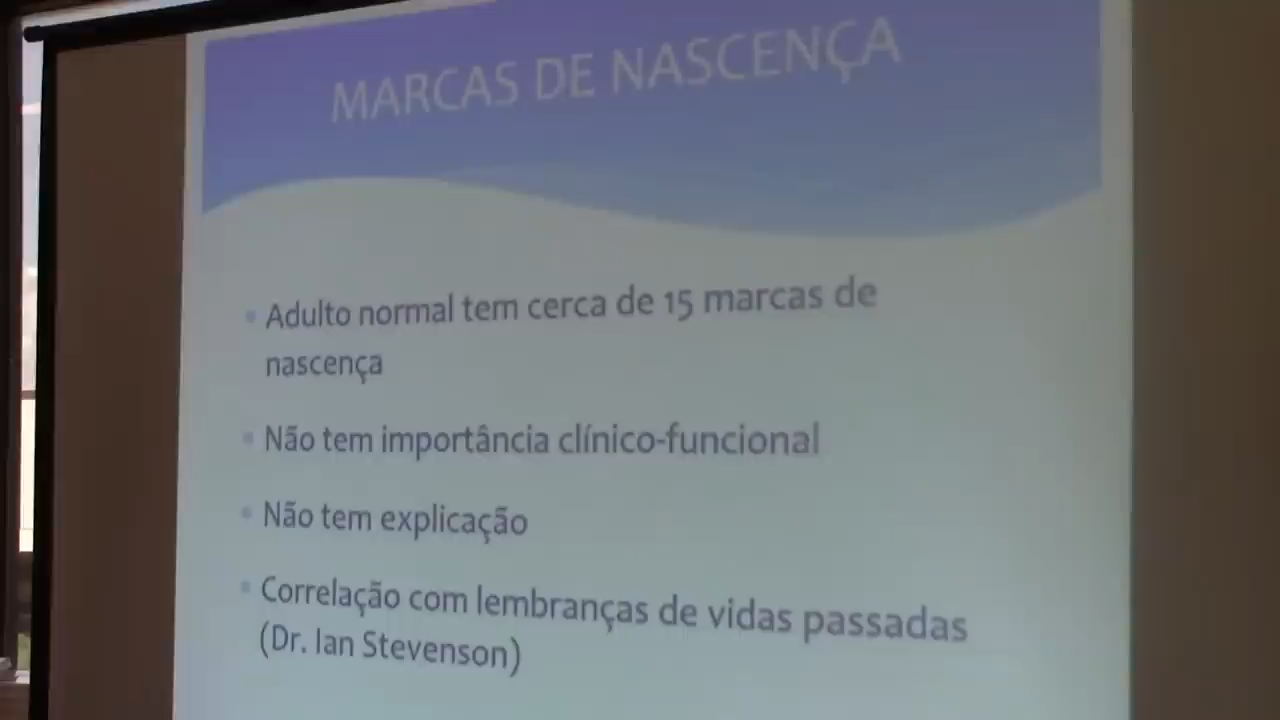 MARCAS DE NASCENÇA
Adulto normal tem cerca de 15 marcas de
nascença
Não tem importância clínico-funcional
Não tem explicação
Correlação com lembranças de vidas passadas
(Dr. Ian Stevenson)